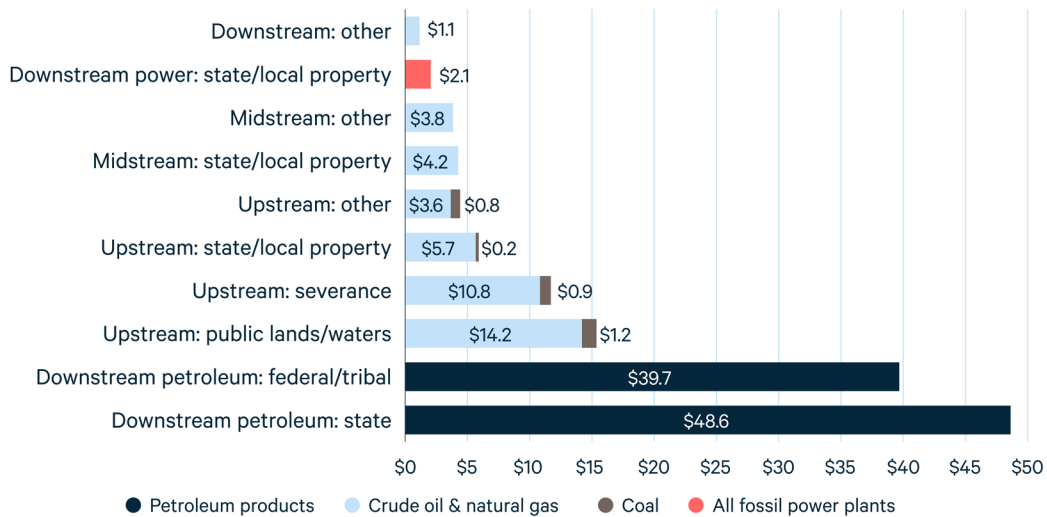 Downstream: other $1.1
Downstream power: state/local property $2.1
Midstream: other $3.8
Midstream: state/local property $4.2
Upstream: other $3.6 $0.8
Upstream: state/local property $5.7 $0.2
Upstream: severance $10.8 $0.9
Upstream: public lands/waters $14.2 $1.2
Downstream petroleum: federal/tribal $39.7
Downstream petroleum: state $48.6
$0 $5 $10 $15 $20 $25 $30 $35 $40 $45 $50
Petroleum products Crude oil & natural gas Coal All fossil power plants